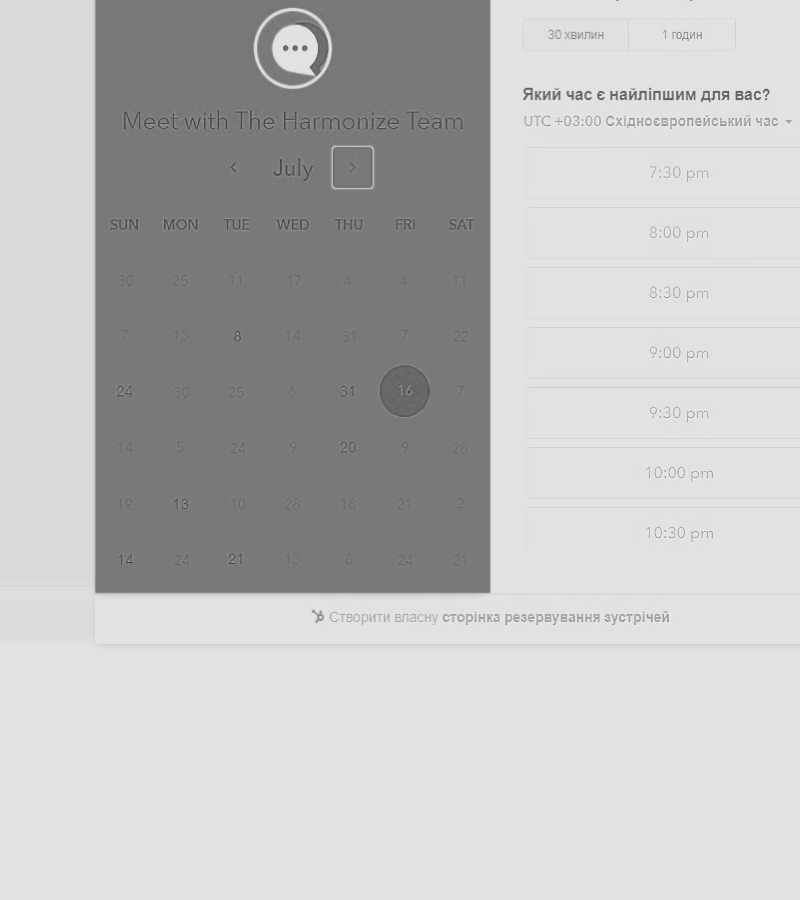 30 хвилин 1 годин
Який час є найліпшим для вас?
UTC +03:00 Східноєвропейський час
Meet with The Harmonize Team
July
SUN MON TUE WED THU FRI SAT
30 25 11 17 4 4 11
7 13 8 14 31 7 22
24 30 25 6 31 16 7
14 5 24 9 20 9 26
19 13 10 26 18 21 2
14 24 21 13 8 24 21
7:30 pm
8:00 pm
8:30 pm
9:00 pm
9:30 pm
10:00 pm
10:30 pm
Створити власну сторінка резервування зустрічей